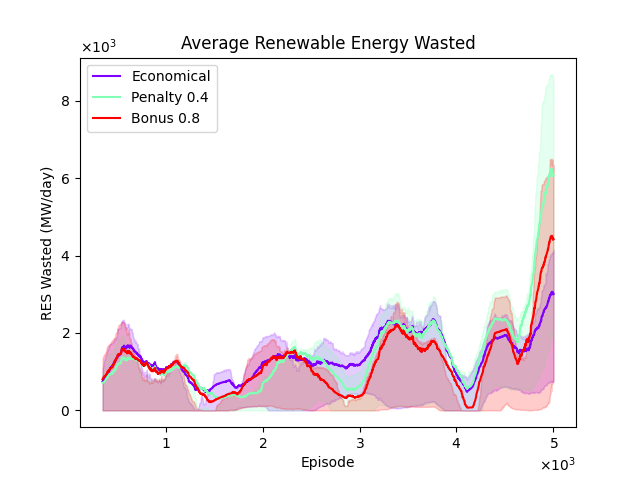 Average Renewable Energy Wasted
×10³
Economical
Penalty 0.4
Bonus 0.8
RES Wasted (MW/day)
8
6
4
2
0
1 2 3 4 5
Episode
×10³